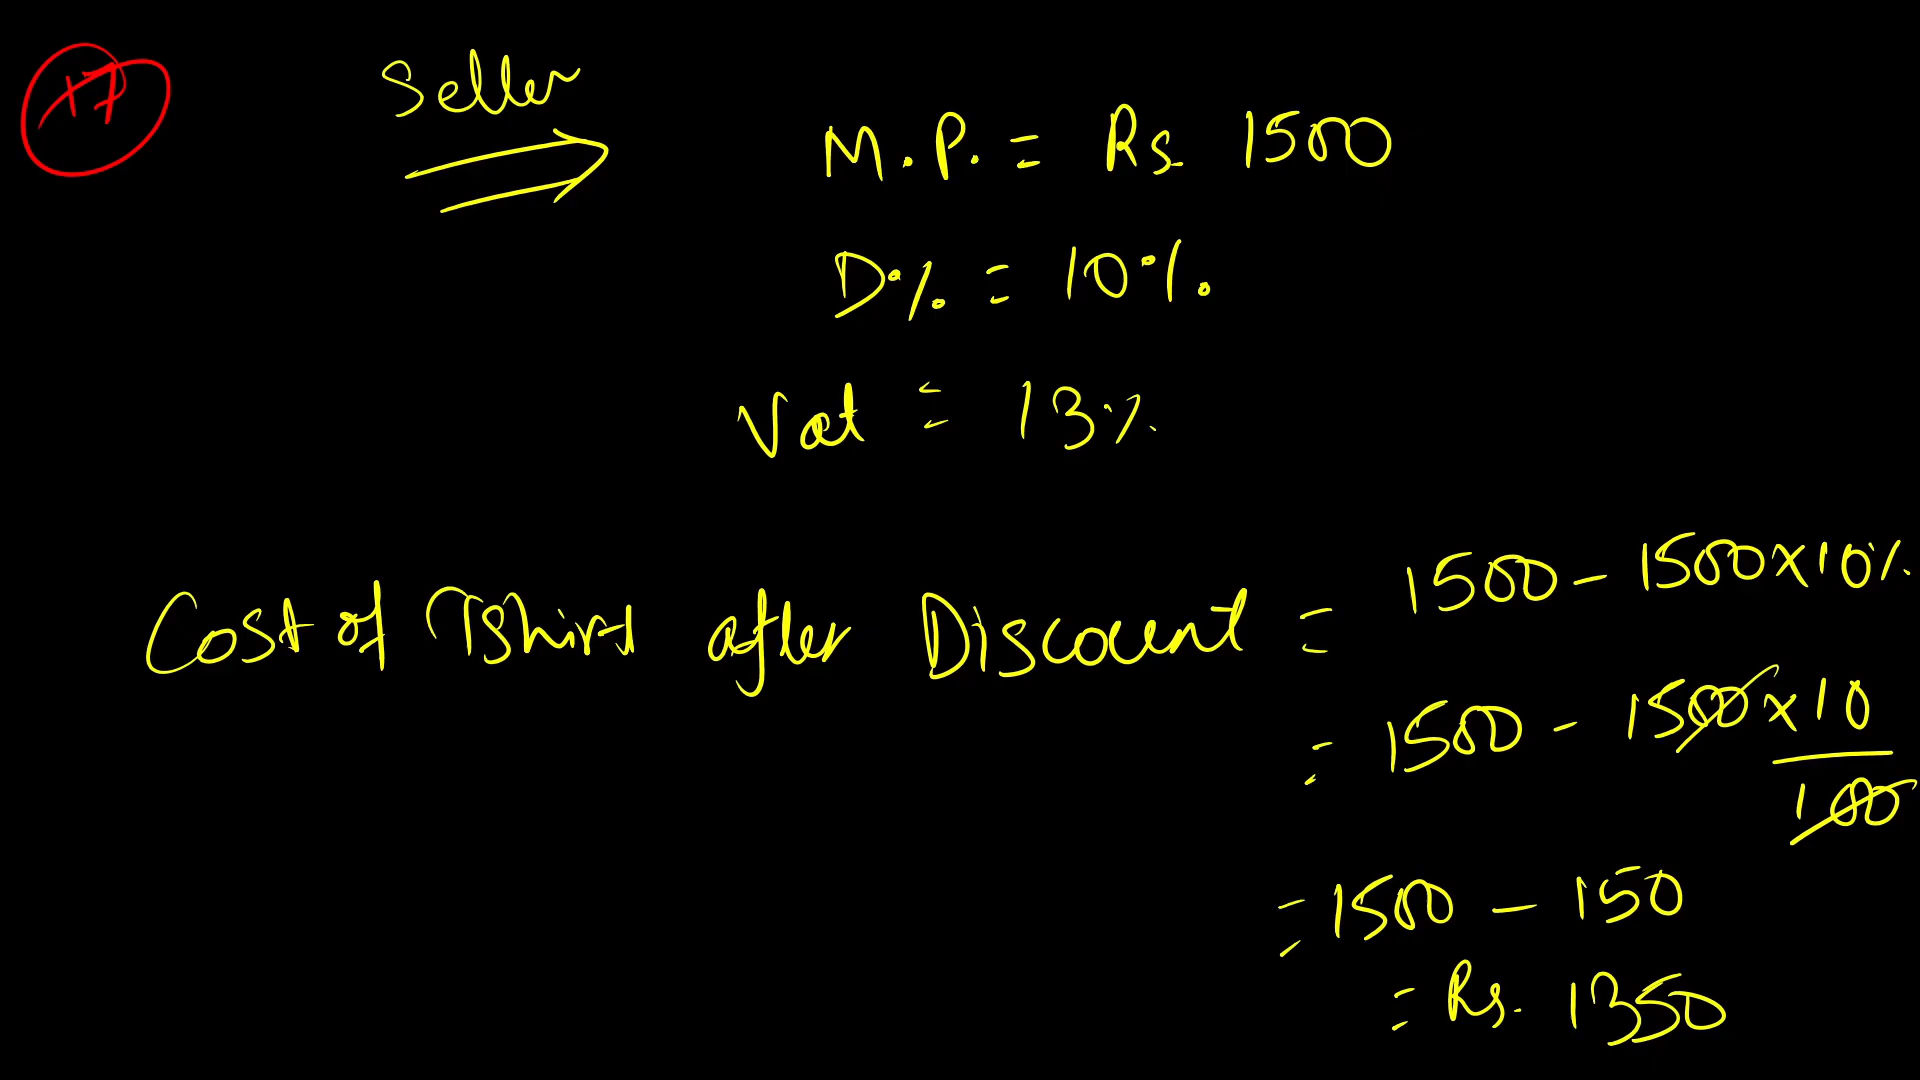 17
Seller
M.P. = Rs. 1500
D% = 10%.
Vat = 13%.
Cost of Tshirt after Discount = 1500 - 1500x10%.
= 1500 - 1500x10
100
= 1500 - 150
= Rs. 1350